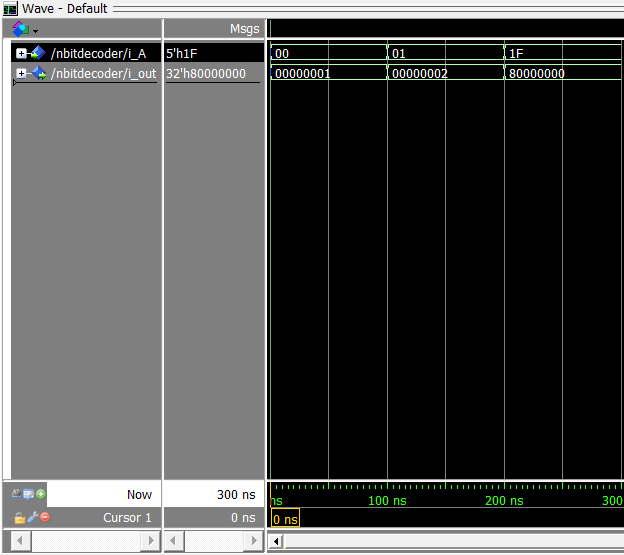 Wave - Default
Msgs
/nbitdecoder/i_A 5'h1F 00 01 1F
/nbitdecoder/i_out 32'h80000000 00000001 00000002 80000000
Now 300 ns ns 100 ns 200 ns 300
Cursor 1 0 ns 0 ns